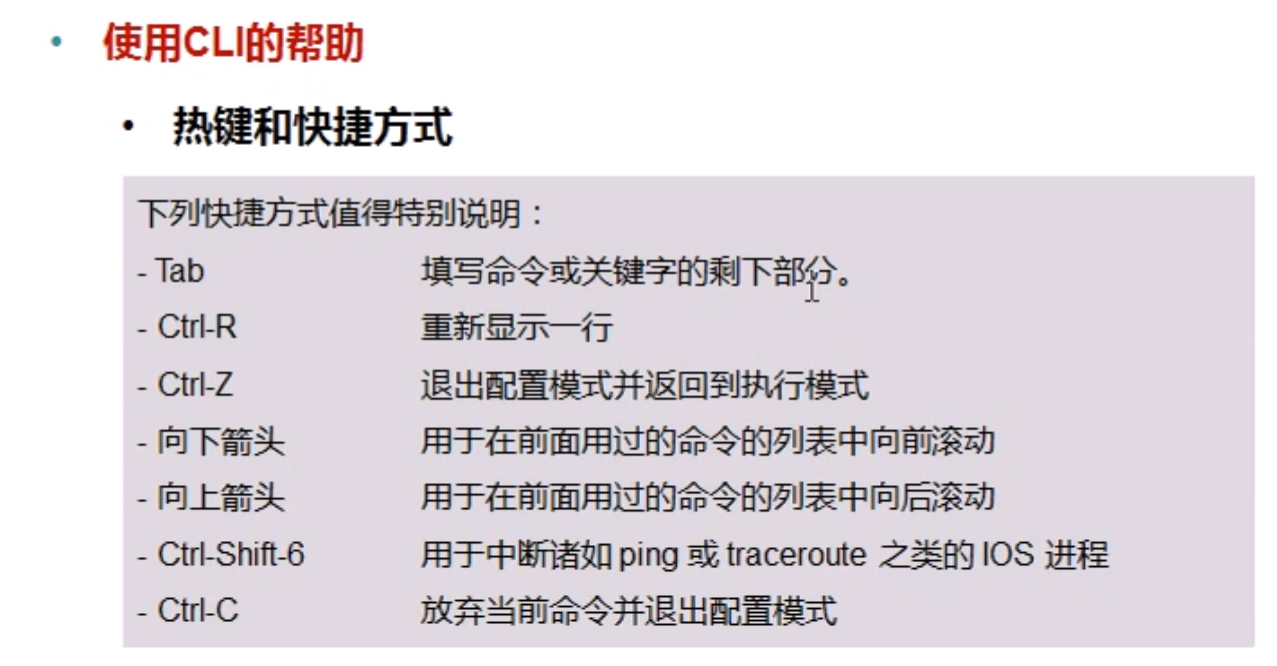 • 使用CLI的帮助
• 热键和快捷方式
下列快捷方式值得特别说明：
- Tab 填写命令或关键字的剩下部分。
- Ctrl-R 重新显示一行
- Ctrl-Z 退出配置模式并返回到执行模式
- 向下箭头 用于在前面用过的命令的列表中向前滚动
- 向上箭头 用于在前面用过的命令的列表中向后滚动
- Ctrl-Shift-6 用于中断诸如 ping 或 traceroute 之类的 IOS 进程
- Ctrl-C 放弃当前命令并退出配置模式